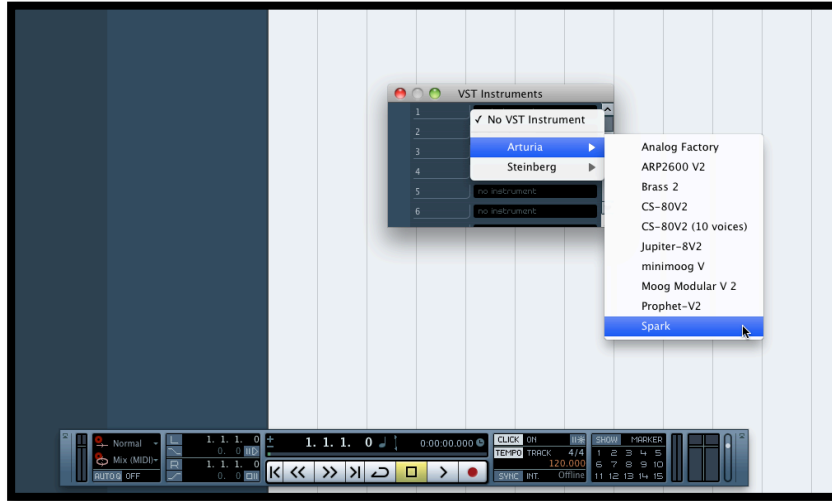 VST Instruments
1
✓ No VST Instrument
2
Arturia
3
Steinberg
4
5 no instrument
6 no instrument
Analog Factory
ARP2600 V2
Brass 2
CS-80V2
CS-80V2 (10 voices)
Jupiter-8V2
minimoog V
Moog Modular V 2
Prophet-V2
Spark
Normal
Mix (MIDI)
AUTO Q OFF
L 1. 1. 1. 0
0. 0
R 1. 1. 1. 0
0. 0
1. 1. 1. 0
0:00:00.000
CLICK ON
TEMPO TRACK 4/4
120.000
SYNC INT. Offline
SHOW MARKER
1 2 3 4 5
6 7 8 9 10
11 12 13 14 15